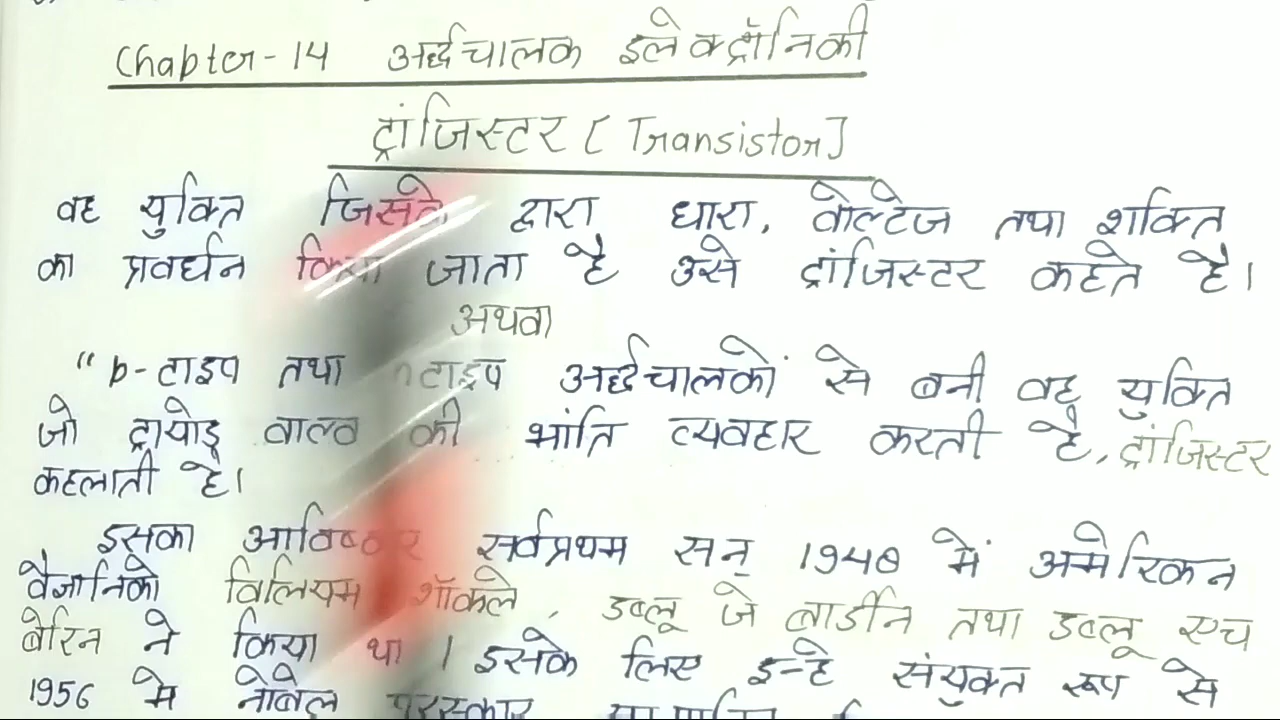 Chapter-14 अर्द्धचालक इलेक्ट्रॉनिकी
ट्रांजिस्टर [Transistor]
वह युक्ति जिसके द्वारा धारा, वोल्टेज तथा शक्ति
का प्रवर्धन किया जाता है उसे ट्रांजिस्टर कहते है।
अथवा
"p-टाइप तथा n टाइप अर्द्धचालकों से बनी वह युक्ति
जो ट्रायोड वाल्व की भांति व्यवहार करती है, ट्रांजिस्टर
कहलाती है।
इसका आविष्कार सर्वप्रथम सन् 1948 में अमेरिकन
वैज्ञानिको विलियम शॉकले, डब्लू जे बार्डीन तथा डब्लू एच
बेरिन ने किया था। इसके लिए इन्हे संयुक्त रूप से
1956 मे नोबेल पुरस्कार